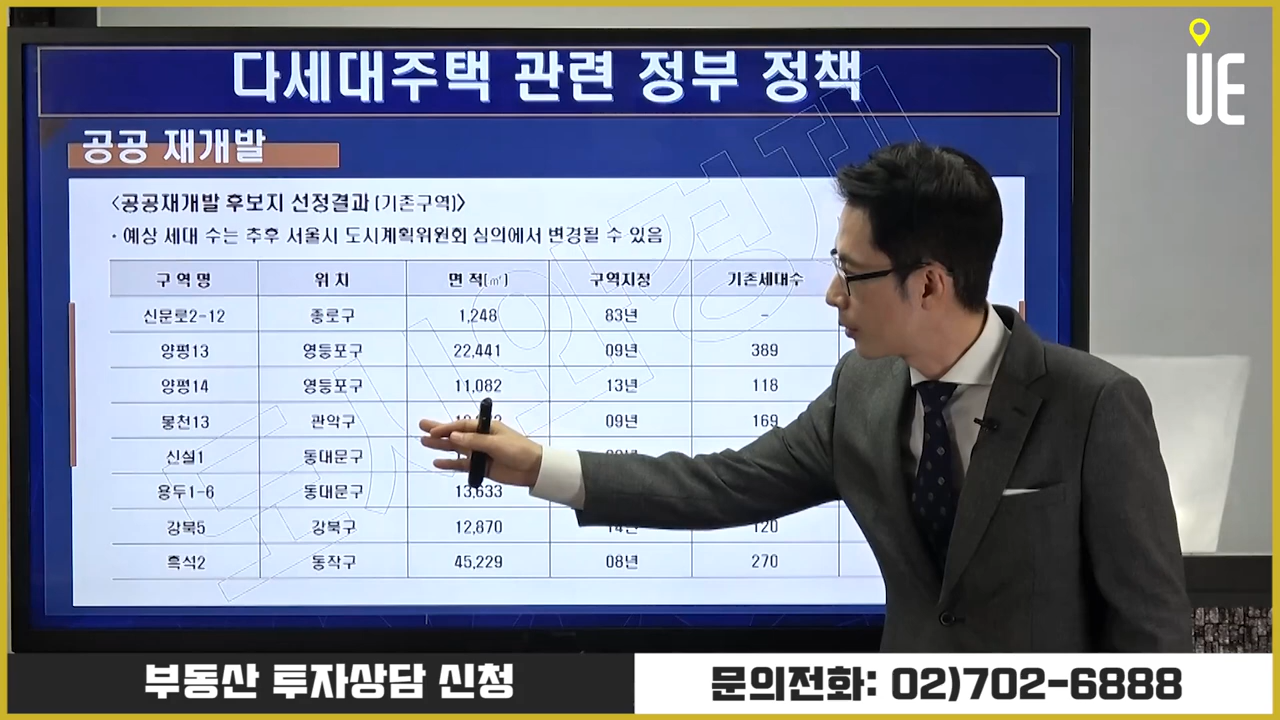 다세대주택 관련 정부 정책
UE
공공 재개발
<공공재개발 후보지 선정결과 (기존구역)>
· 예상 세대 수는 추후 서울시 도시계획위원회 심의에서 변경될 수 있음
구역명 위치 면적(㎡) 구역지정 기존세대수
신문로2-12 종로구 1,248 83년 -
양평13 영등포구 22,441 09년 389
양평14 영등포구 11,082 13년 118
봉천13 관악구 09년 169
신설1 동대문구
용두1-6 동대문구 13,633
강북5 강북구 12,870 14년 120
흑석2 동작구 45,229 08년 270
도시와경제
부동산 투자상담 신청
문의전화: 02)702-6888